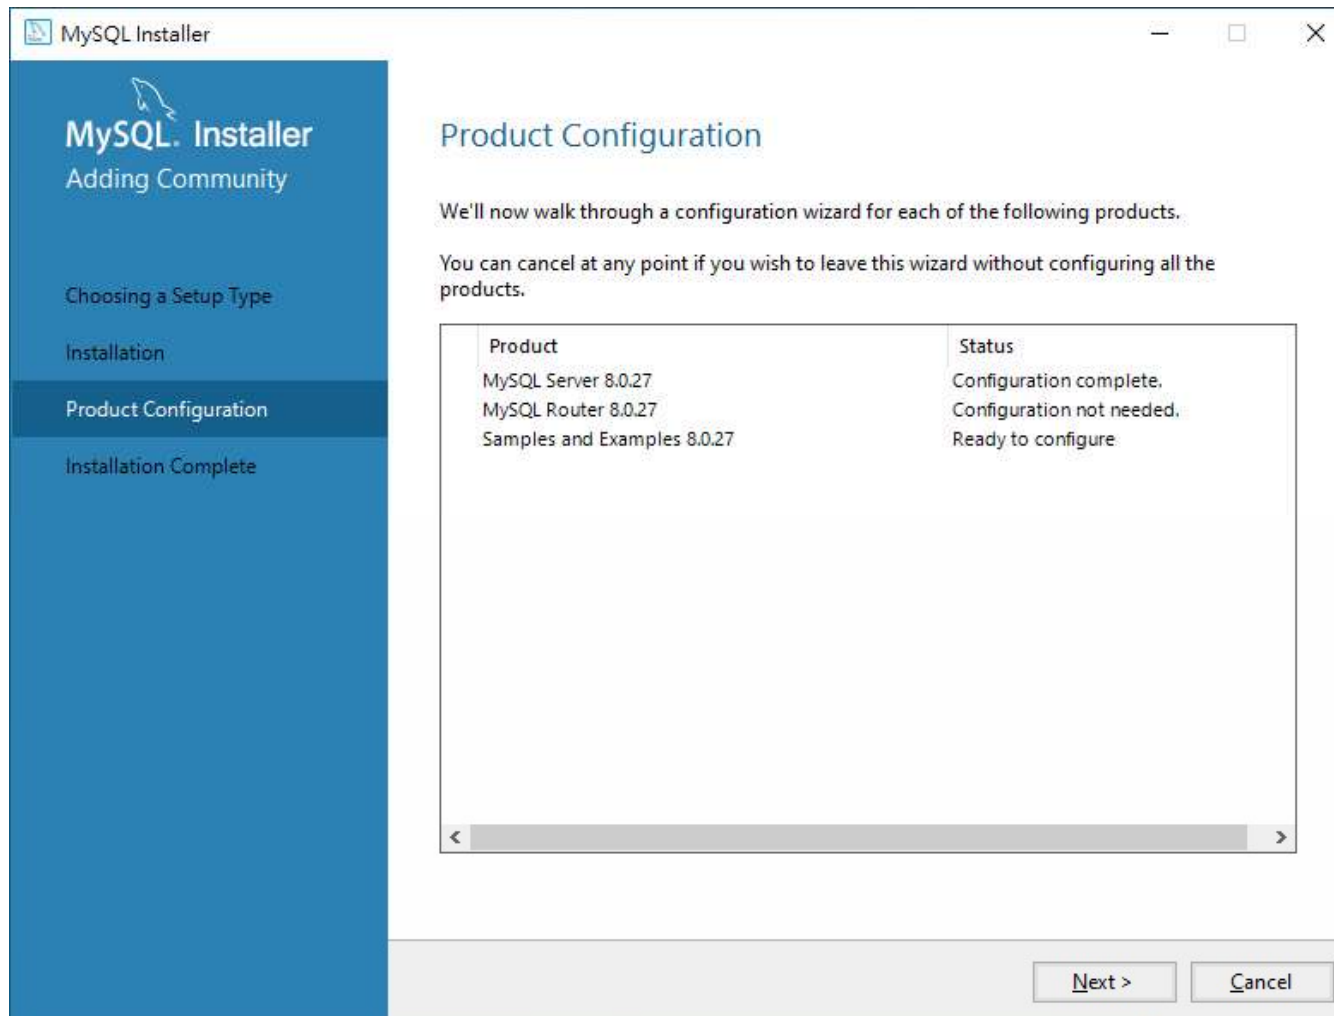 MySQL Installer
MySQL. Installer
Adding Community
Choosing a Setup Type
Installation
Product Configuration
Installation Complete
Product Configuration
We'll now walk through a configuration wizard for each of the following products.
You can cancel at any point if you wish to leave this wizard without configuring all the
products.
Product Status
MySQL Server 8.0.27 Configuration complete.
MySQL Router 8.0.27 Configuration not needed.
Samples and Examples 8.0.27 Ready to configure
Next > Cancel